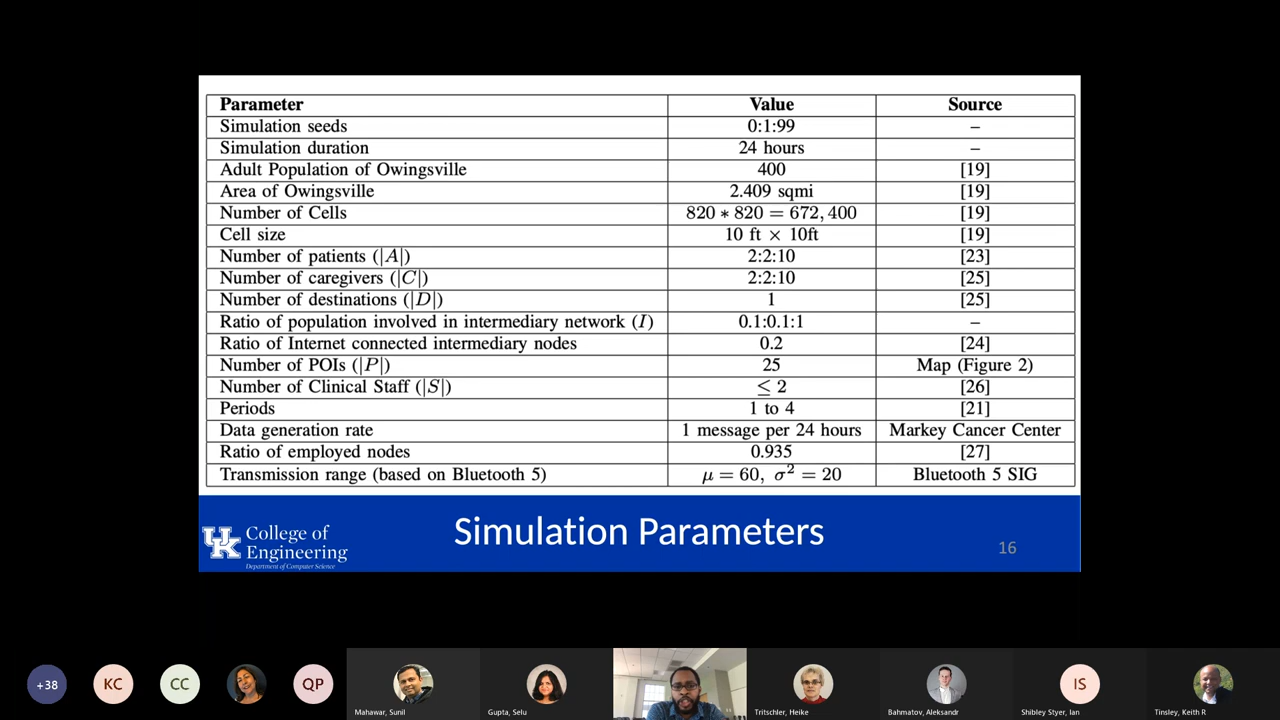 Parameter Value Source
Simulation seeds 0:1:99 –
Simulation duration 24 hours –
Adult Population of Owingsville 400 [19]
Area of Owingsville 2.409 sqmi [19]
Number of Cells 820 ∗ 820 = 672, 400 [19]
Cell size 10 ft × 10ft [19]
Number of patients (|A|) 2:2:10 [23]
Number of caregivers (|C|) 2:2:10 [25]
Number of destinations (|D|) 1 [25]
Ratio of population involved in intermediary network (I) 0.1:0.1:1 –
Ratio of Internet connected intermediary nodes 0.2 [24]
Number of POIs (|P|) 25 Map (Figure 2)
Number of Clinical Staff (|S|) ≤ 2 [26]
Periods 1 to 4 [21]
Data generation rate 1 message per 24 hours Markey Cancer Center
Ratio of employed nodes 0.935 [27]
Transmission range (based on Bluetooth 5) μ = 60, σ² = 20 Bluetooth 5 SIG
UK College of
Engineering
Department of Computer Science
Simulation Parameters
16
+38 KC CC QP IS
Mahawar, Sunil Gupta, Selu Tritschler, Heike Bahmatov, Aleksandr Shibley Styer, Ian Tinsley, Keith R